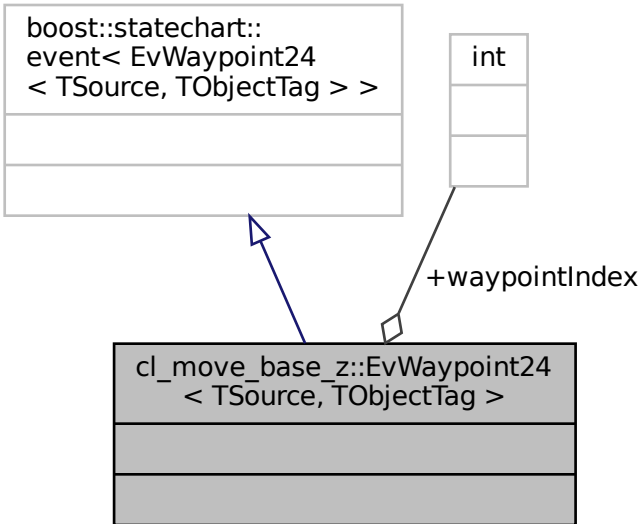 boost::statechart::
event< EvWaypoint24
< TSource, TObjectTag > >
int
+waypointIndex
cl_move_base_z::EvWaypoint24
< TSource, TObjectTag >